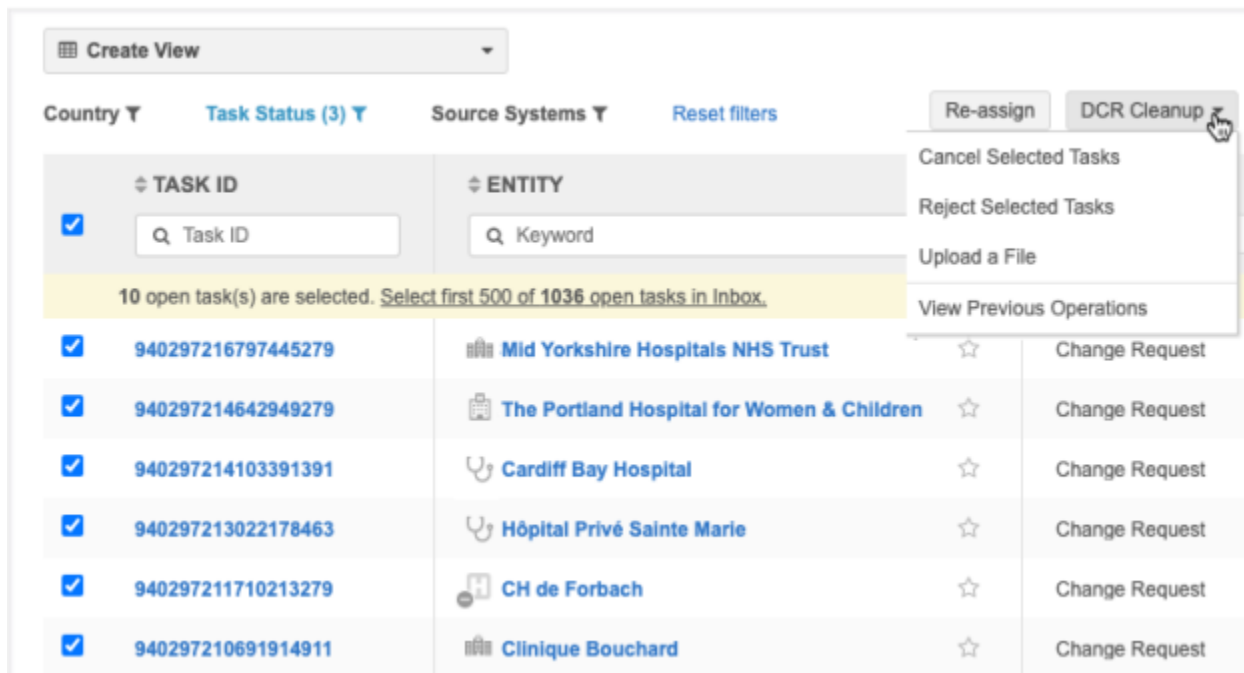 Create View
Country Task Status (3) Source Systems Reset filters Re-assign DCR Cleanup
Cancel Selected Tasks
Reject Selected Tasks
Upload a File
View Previous Operations
TASK ID ENTITY
Task ID Keyword
10 open task(s) are selected. Select first 500 of 1036 open tasks in Inbox.
940297216797445279 Mid Yorkshire Hospitals NHS Trust Change Request
940297214642949279 The Portland Hospital for Women & Children Change Request
940297214103391391 Cardiff Bay Hospital Change Request
940297213022178463 Hôpital Privé Sainte Marie Change Request
940297211710213279 CH de Forbach Change Request
940297210691914911 Clinique Bouchard Change Request